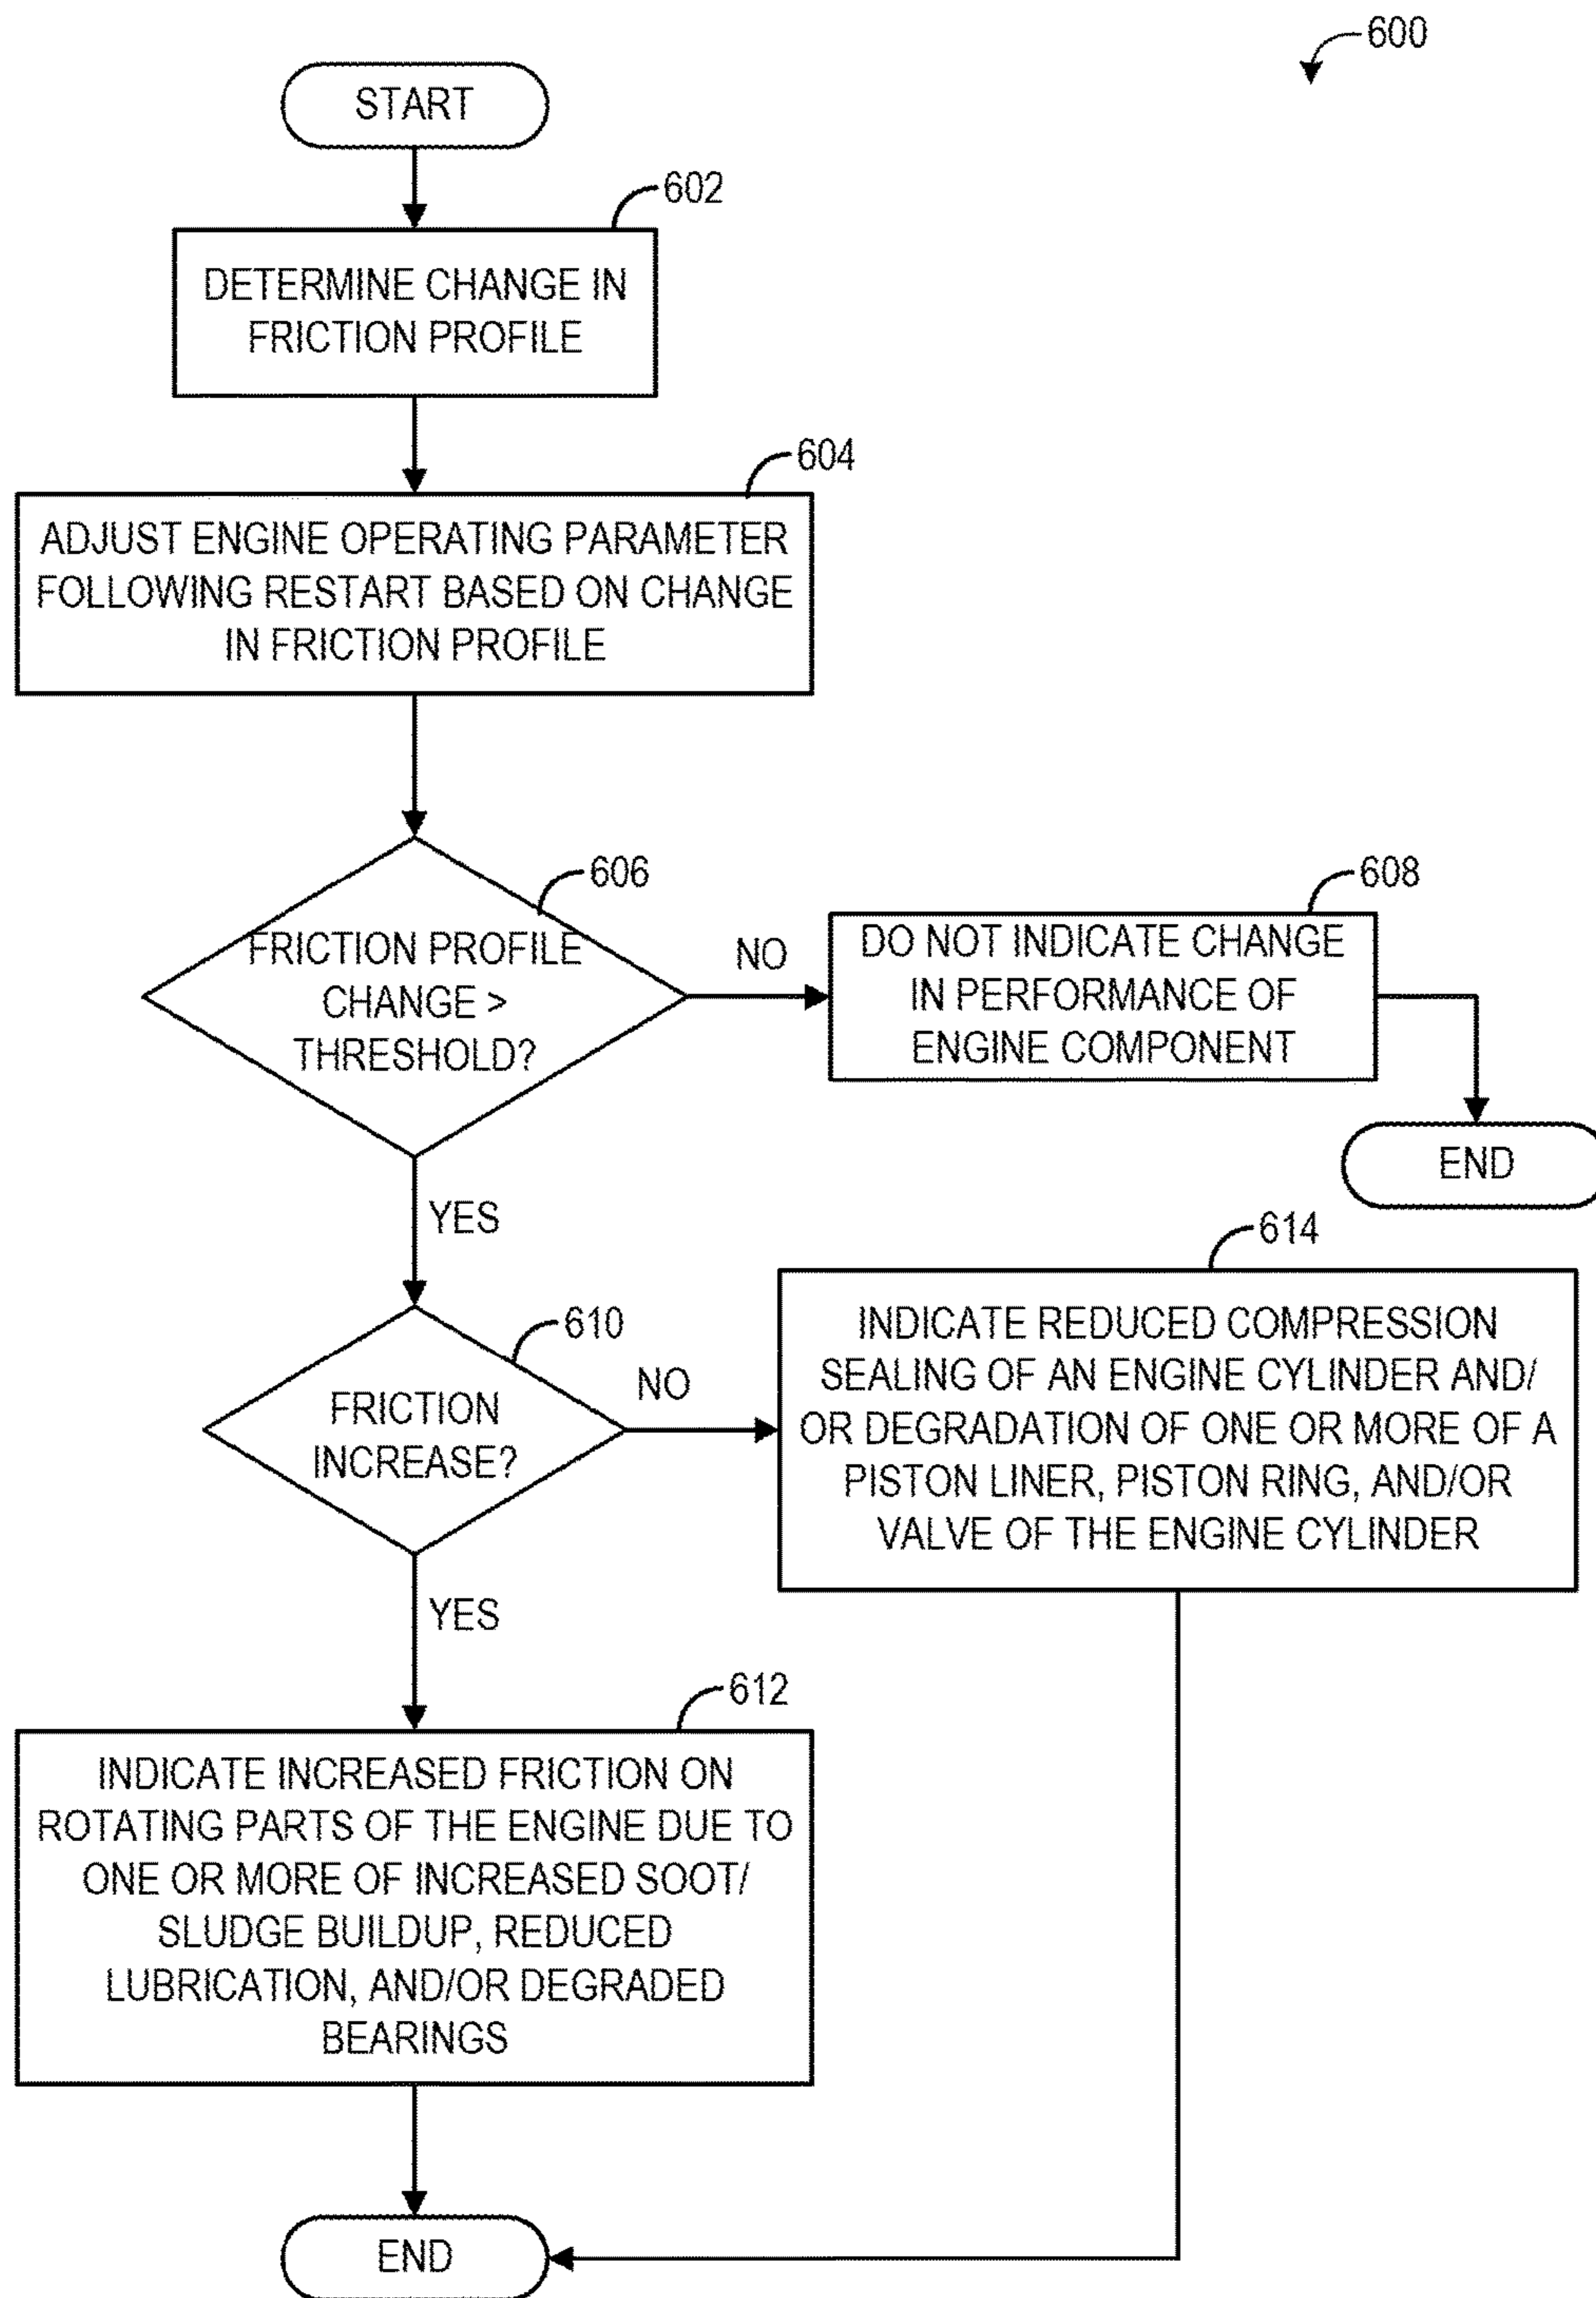 600
START
602
DETERMINE CHANGE IN
FRICTION PROFILE
604
ADJUST ENGINE OPERATING PARAMETER
FOLLOWING RESTART BASED ON CHANGE
IN FRICTION PROFILE
606
FRICTION PROFILE
CHANGE >
THRESHOLD?
NO
608
DO NOT INDICATE CHANGE
IN PERFORMANCE OF
ENGINE COMPONENT
END
YES
610
FRICTION
INCREASE?
NO
614
INDICATE REDUCED COMPRESSION
SEALING OF AN ENGINE CYLINDER AND/
OR DEGRADATION OF ONE OR MORE OF A
PISTON LINER, PISTON RING, AND/OR
VALVE OF THE ENGINE CYLINDER
YES
612
INDICATE INCREASED FRICTION ON
ROTATING PARTS OF THE ENGINE DUE TO
ONE OR MORE OF INCREASED SOOT/
SLUDGE BUILDUP, REDUCED
LUBRICATION, AND/OR DEGRADED
BEARINGS
END